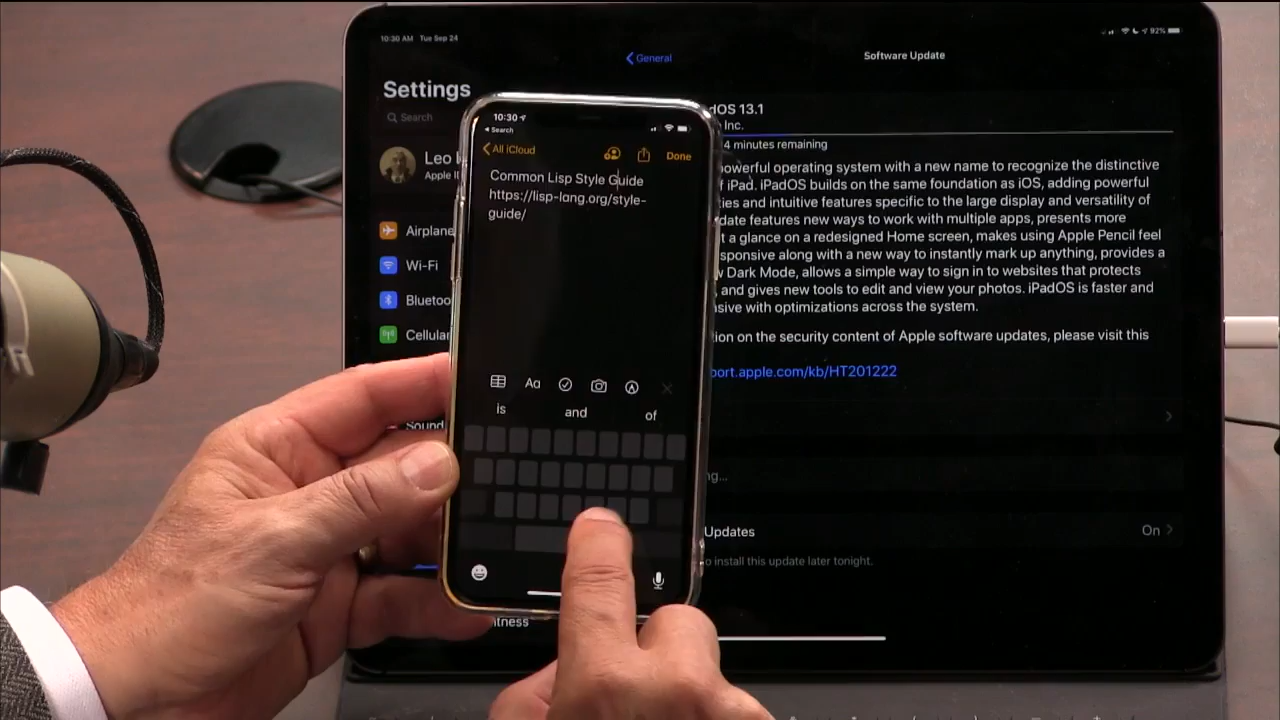 10:30 AM Tue Sep 24
92%
General
Software Update
Settings
Search
Leo
Apple
Airplane
Wi-Fi
Bluetoo
Cellular
Sound
dOS 13.1
Inc.
4 minutes remaining
powerful operating system with a new name to recognize the distinctive
f iPad. iPadOS builds on the same foundation as iOS, adding powerful
ties and intuitive features specific to the large display and versatility of
date features new ways to work with multiple apps, presents more
t a glance on a redesigned Home screen, makes using Apple Pencil feel
sponsive along with a new way to instantly mark up anything, provides a
w Dark Mode, allows a simple way to sign in to websites that protects
, and gives new tools to edit and view your photos. iPadOS is faster and
nsive with optimizations across the system.
ion on the security content of Apple software updates, please visit this
port.apple.com/kb/HT201222
ng...
Updates
On
o install this update later tonight.
htness
10:30
Search
All iCloud
Done
Common Lisp Style Guide
https://lisp-lang.org/style-
guide/
Aa
is and of